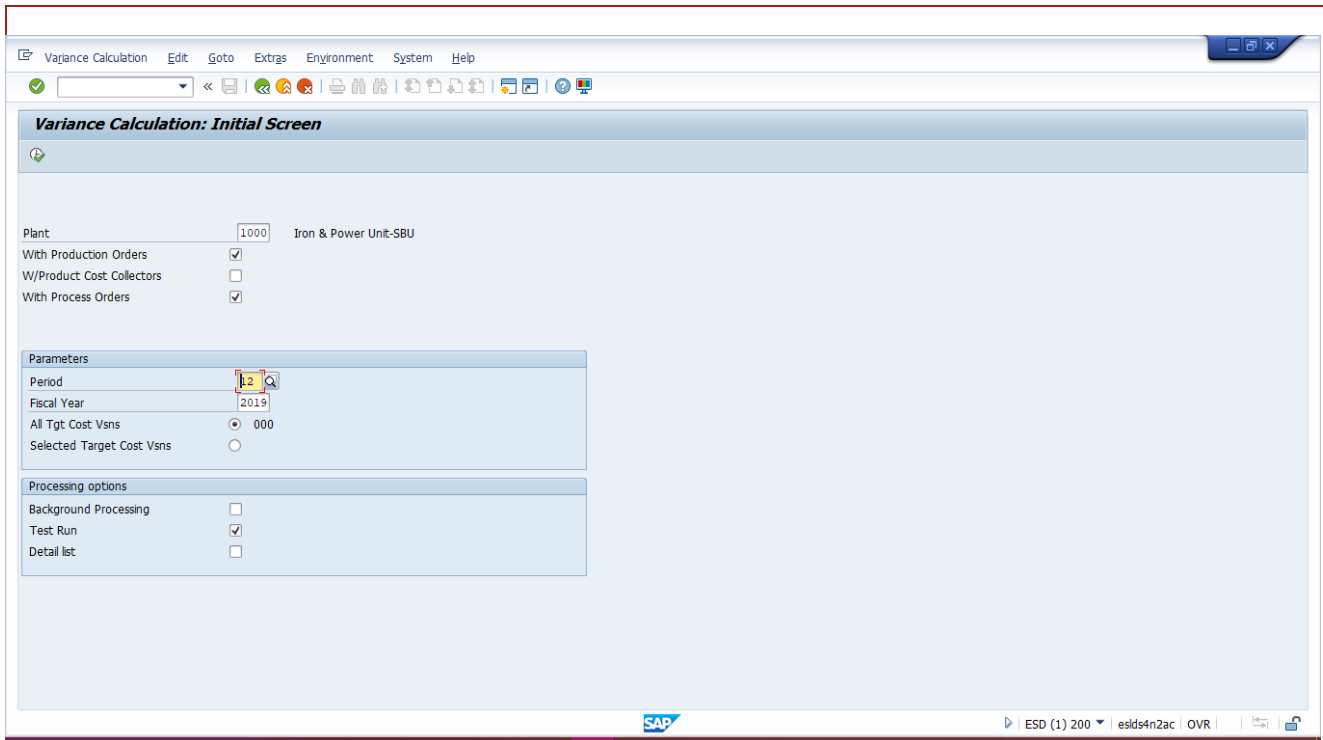 Variance Calculation Edit Goto Extras Environment System Help
Variance Calculation: Initial Screen
Plant 1000 Iron & Power Unit-SBU
With Production Orders
W/Product Cost Collectors
With Process Orders
Parameters
Period 12
Fiscal Year 2019
All Tgt Cost Vsns 000
Selected Target Cost Vsns
Processing options
Background Processing
Test Run
Detail list
SAP ESD (1) 200 eslds4n2ac OVR